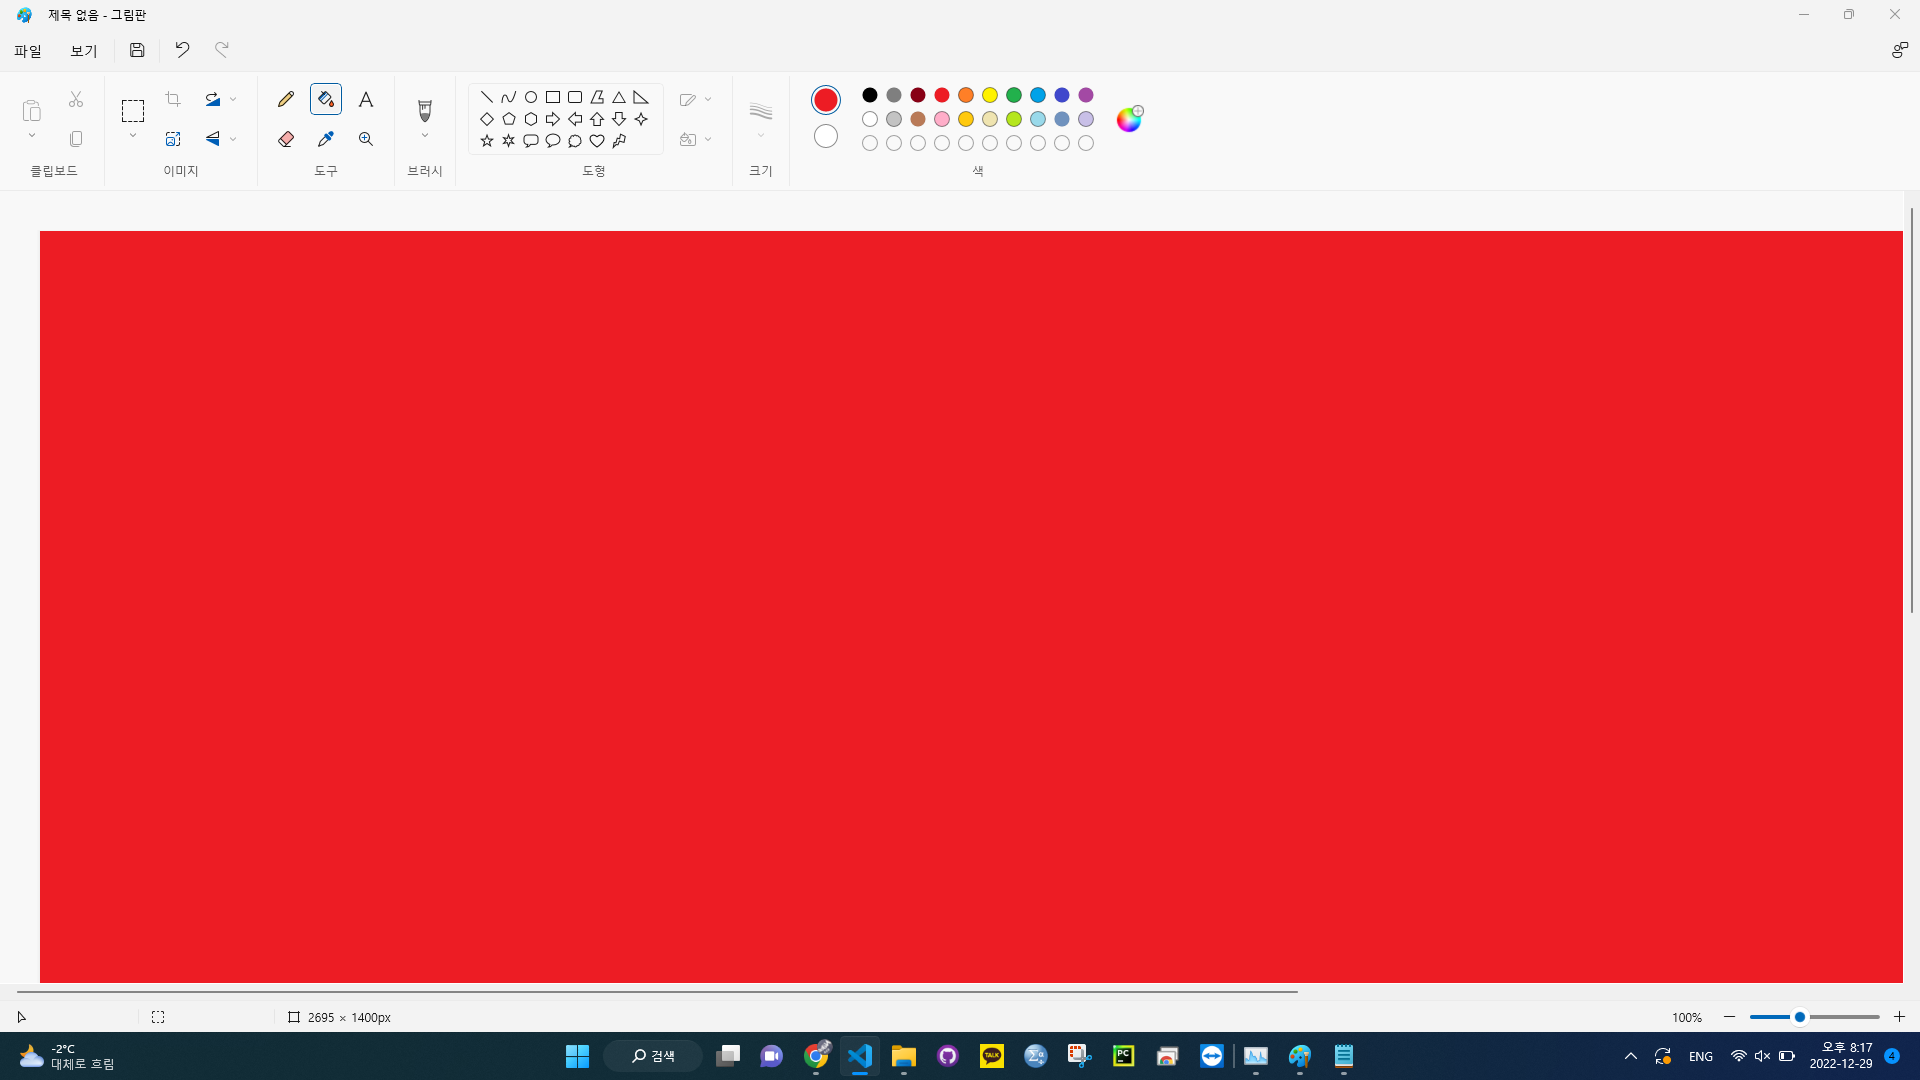 제목 없음 - 그림판
파일 보기
클립보드 이미지 도구 브러시 도형 크기 색
2695 × 1400px 100%
-2°C
대체로 흐림
검색
TALK
PC
ENG
오후 8:17
2022-12-29
4